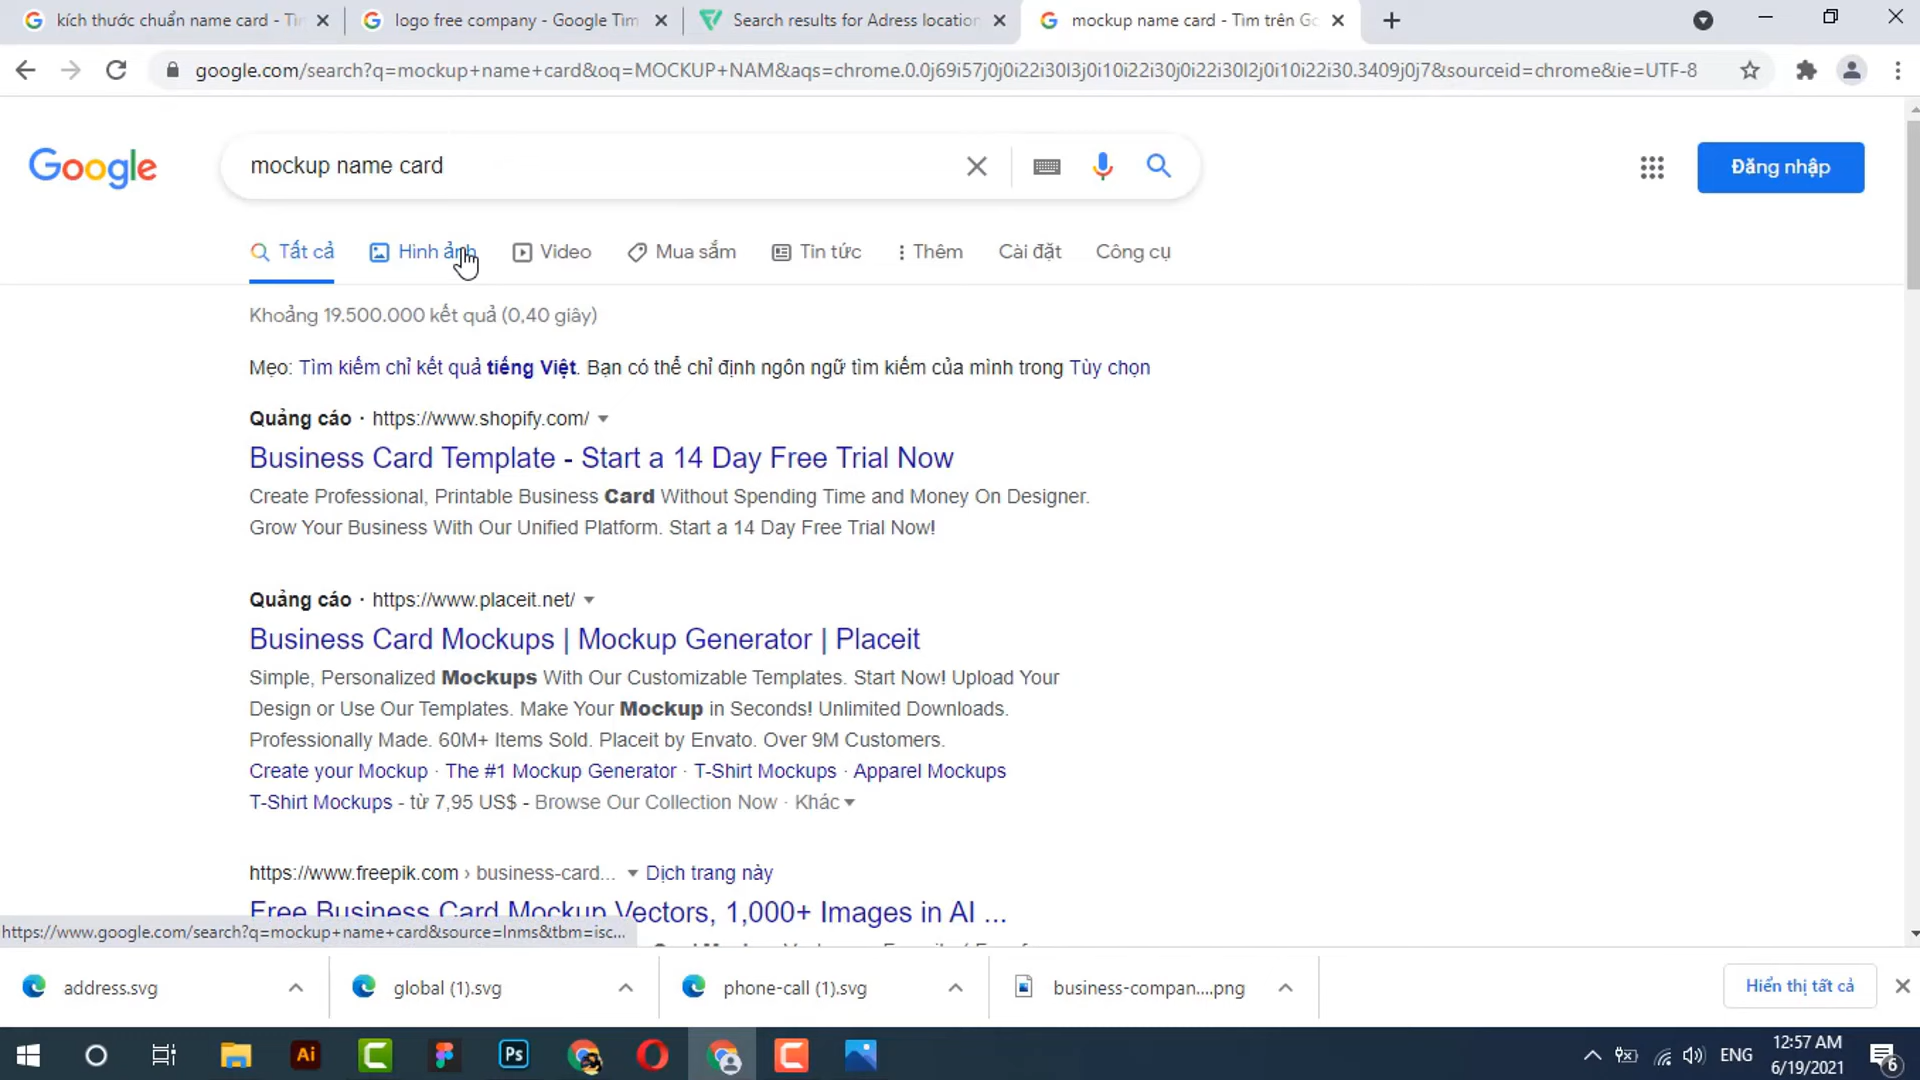 kích thước chuẩn name card - Tìn
logo free company - Google Tìm
Search results for Adress location
mockup name card - Tìm trên Go
google.com/search?q=mockup+name+card&oq=MOCKUP+NAM&aqs=chrome.0.0j69i57j0j0i22i30l3j0i10i22i30j0i22i30l2j0i10i22i30.3409j0j7&sourceid=chrome&ie=UTF-8
Google
mockup name card
Đăng nhập
Tất cả
Hình ảnh
Video
Mua sắm
Tin tức
Thêm
Cài đặt
Công cụ
Khoảng 19.500.000 kết quả (0,40 giây)
Mẹo: Tìm kiếm chỉ kết quả tiếng Việt. Bạn có thể chỉ định ngôn ngữ tìm kiếm của mình trong Tùy chọn
Quảng cáo · https://www.shopify.com/
Business Card Template - Start a 14 Day Free Trial Now
Create Professional, Printable Business Card Without Spending Time and Money On Designer.
Grow Your Business With Our Unified Platform. Start a 14 Day Free Trial Now!
Quảng cáo · https://www.placeit.net/
Business Card Mockups | Mockup Generator | Placeit
Simple, Personalized Mockups With Our Customizable Templates. Start Now! Upload Your
Design or Use Our Templates. Make Your Mockup in Seconds! Unlimited Downloads.
Professionally Made. 60M+ Items Sold. Placeit by Envato. Over 9M Customers.
Create your Mockup · The #1 Mockup Generator · T-Shirt Mockups · Apparel Mockups
T-Shirt Mockups - từ 7,95 US$ - Browse Our Collection Now · Khác
https://www.freepik.com › business-card... Dịch trang này
Free Business Card Mockup Vectors, 1,000+ Images in AI ...
https://www.google.com/search?q=mockup+name+card&source=lnms&tbm=isc...
address.svg
global (1).svg
phone-call (1).svg
business-compan....png
Hiển thị tất cả
Ai
Ps
ENG
12:57 AM
6/19/2021
6